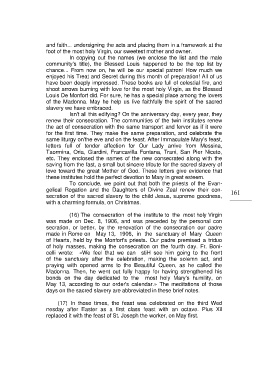 and faith... undersigning the acts and placing them in a framework at the
foot of the most holy Virgin, our sweetest mother and owner.
In copying out the names (we enclose the list and the male
community's title), the Blessed Louis happened to be the top list by
chance... From now on, he will be our special patron! How much we
enjoyed his Treat and Secret during this month of preparation! All of us
have been deeply impressed. These books are full of celestial fire, and
shoot arrows burning with love for the most holy Virgin, as the Blessed
Louis De Monfort did. For sure, he has a special place among the lovers
of the Madonna. May he help us live faithfully the spirit of the sacred
slavery we have embraced.
Isn't all this edifying? On the anniversary day, every year, they
renew their consecration. The communities of the twin institutes renew
the act of consecration with the same transport and fervor as if it were
for the first time. They make the same preparation, and celebrate the
same liturgy on the eve and on the feast. After Immaculate Mary's feast,
letters full of tender affection for Our Lady arrive from Messina,
Taormina, Oria, Giardini, Francavilla Fontana, Trani, San Pier Niceto,
etc. They enclosed the names of the new consecrated along with the
saving from the fast, a small but sincere tribute for the sacred slavery of
love toward the great Mother of God. These letters give evidence that
these institutes hold the perfect devotion to Mary in great esteem.
To conclude, we point out that both the priests of the Evan-
gelical Rogation and the Daughters of Divine Zeal renew their con-
secration of the sacred slavery to the child Jesus, supreme goodness,
with a charming formula, on Christmas.
161
(16) The consecration of the institute to the most holy Virgin
was made on Dec. 8, 1906, and was preceded by the personal con
secration, or better, by the renovation of the consecration our padre
made in Rome on May 13, 1905, in the sanctuary of Mary Queen
of Hearts, held by the Monfort's priests. Our padre premised a triduo
of holy masses, making the consecration on the fourth day. Fr. Boni-
celli wrote: «We feel that we can still see him going to the front
of the sanctuary after the celebration, making the solemn act, and
praying with opened arms to the Beautiful Queen, as he called the
Madonna. Then, he went out fully happy for having strengthened his
bonds on the day dedicated to the most holy Mary's humility, on
May 13, according to our order's calendar.» The meditations of those
days on the sacred slavery are abbreviated in these brief notes.
(17) In these times, the feast was celebrated on the third Wed
nesday after Easter as a first class feast with an octave. Pius XII
replaced it with the feast of St. Joseph the worker, on May first.